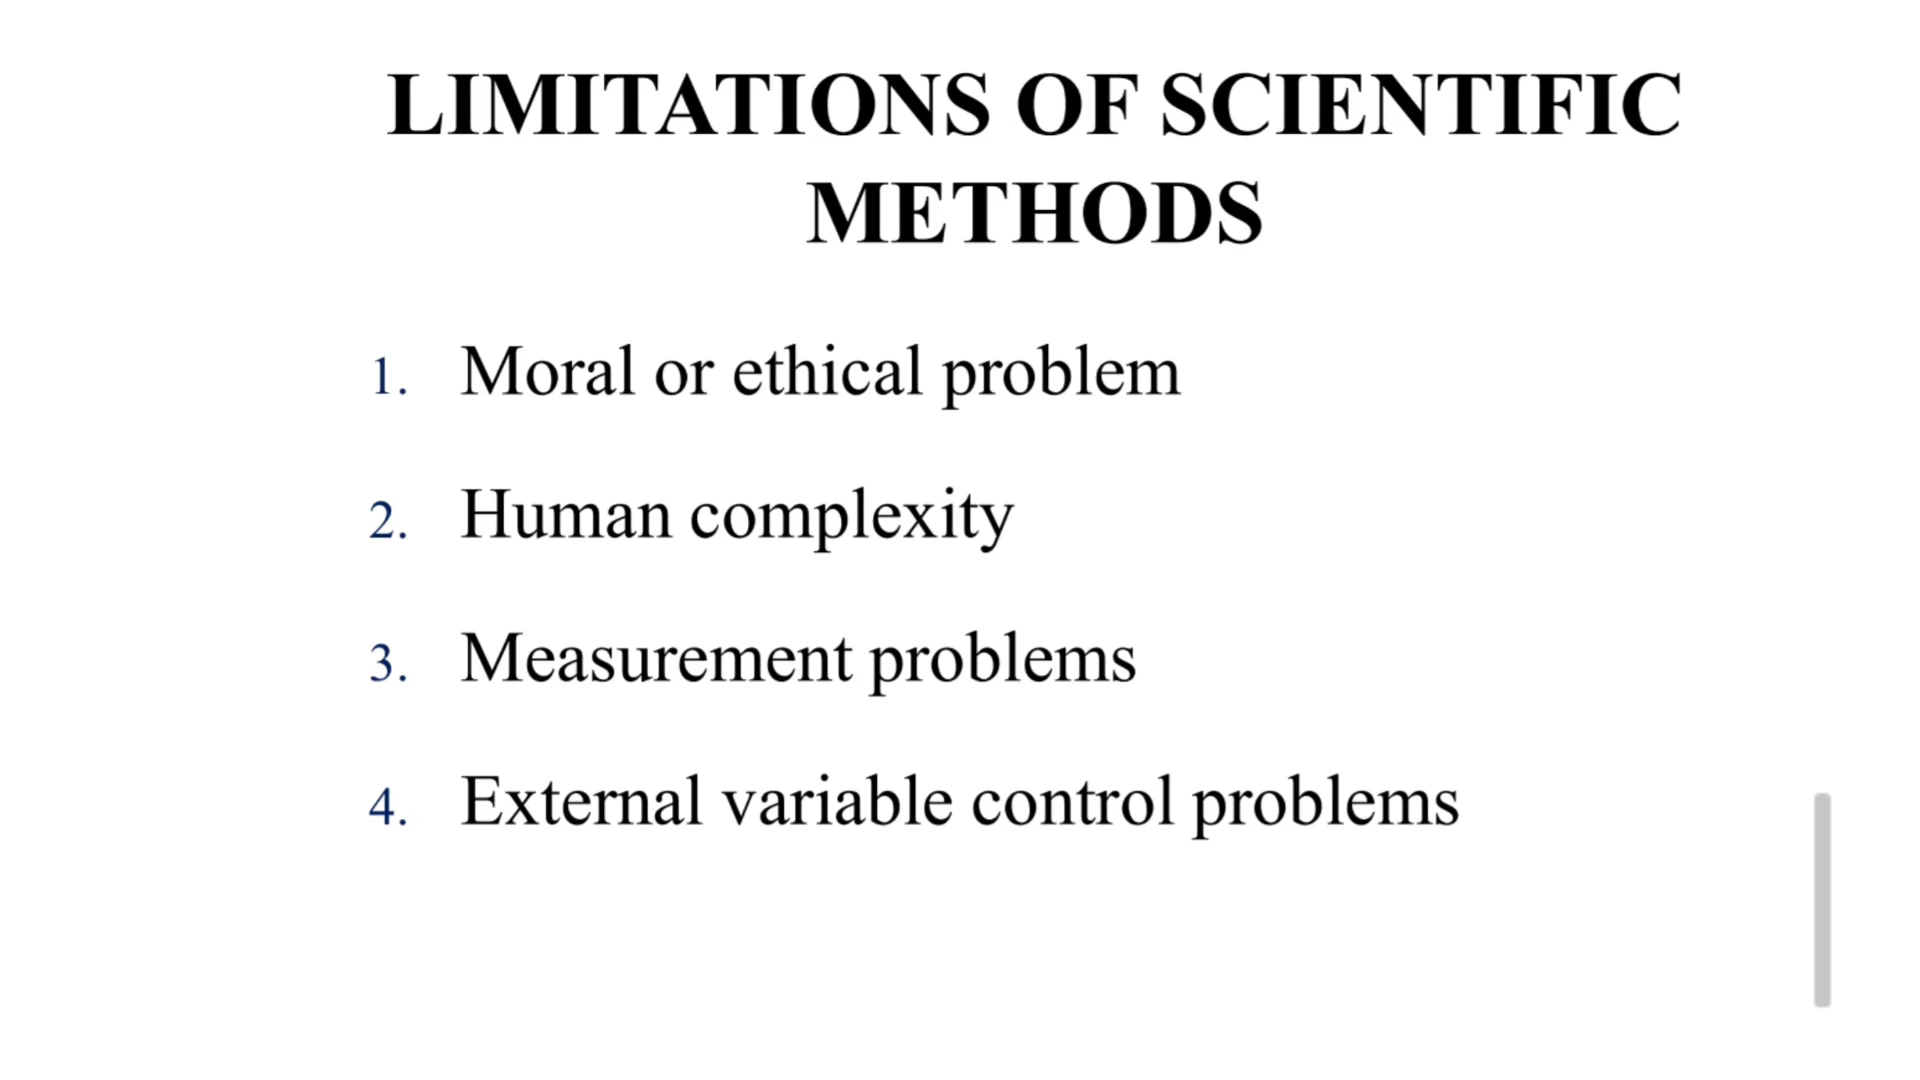 LIMITATIONS OF SCIENTIFIC
METHODS
1. Moral or ethical problem
2. Human complexity
3. Measurement problems
4. External variable control problems